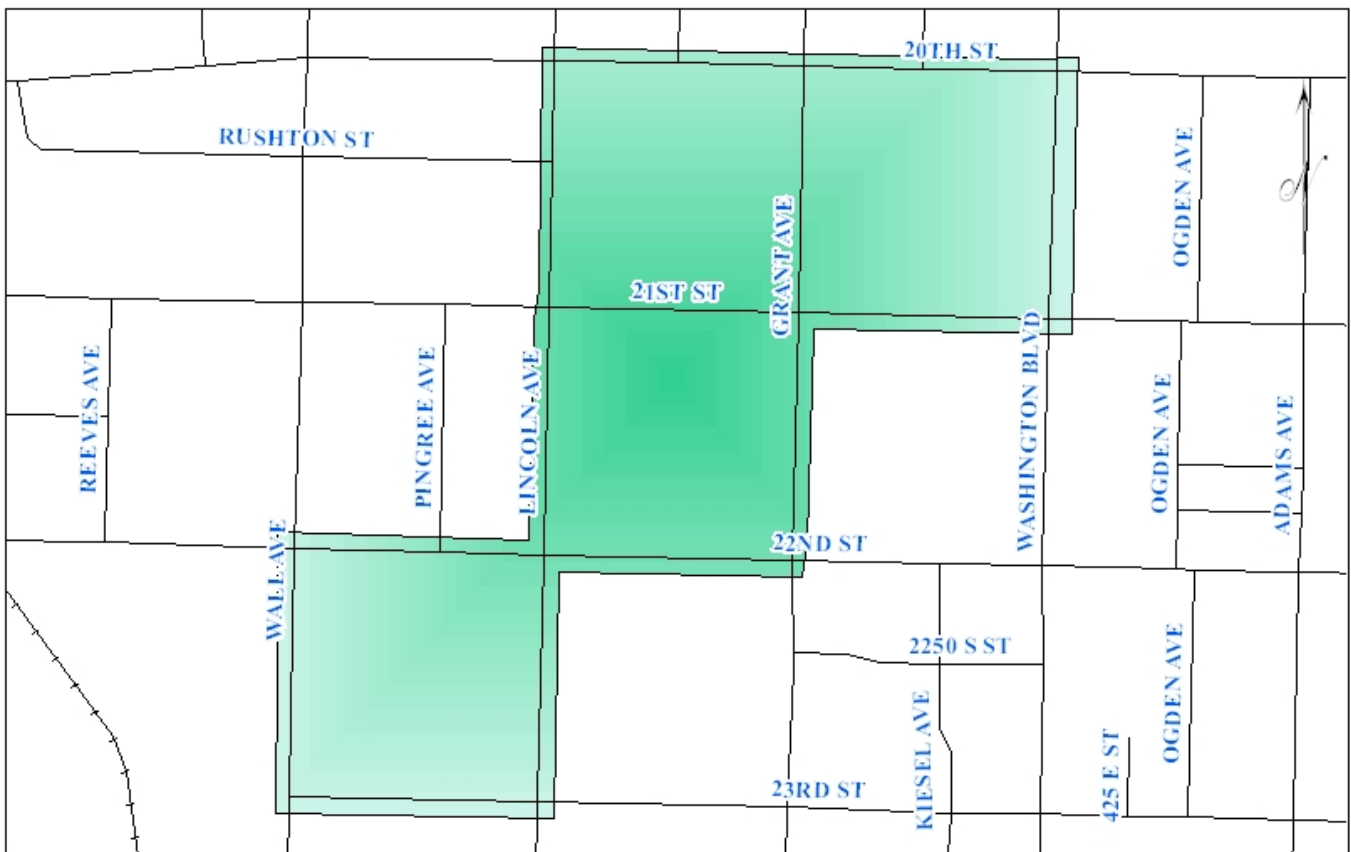 20TH ST
RUSHTON ST
OGDEN AVE
GRANT AVE
21ST ST
REEVES AVE
PINGREE AVE
LINCOLN AVE
WASHINGTON BLVD
OGDEN AVE
ADAMS AVE
WALL AVE
22ND ST
2250 S ST
OGDEN AVE
KIESEL AVE
425 E ST
23RD ST
N